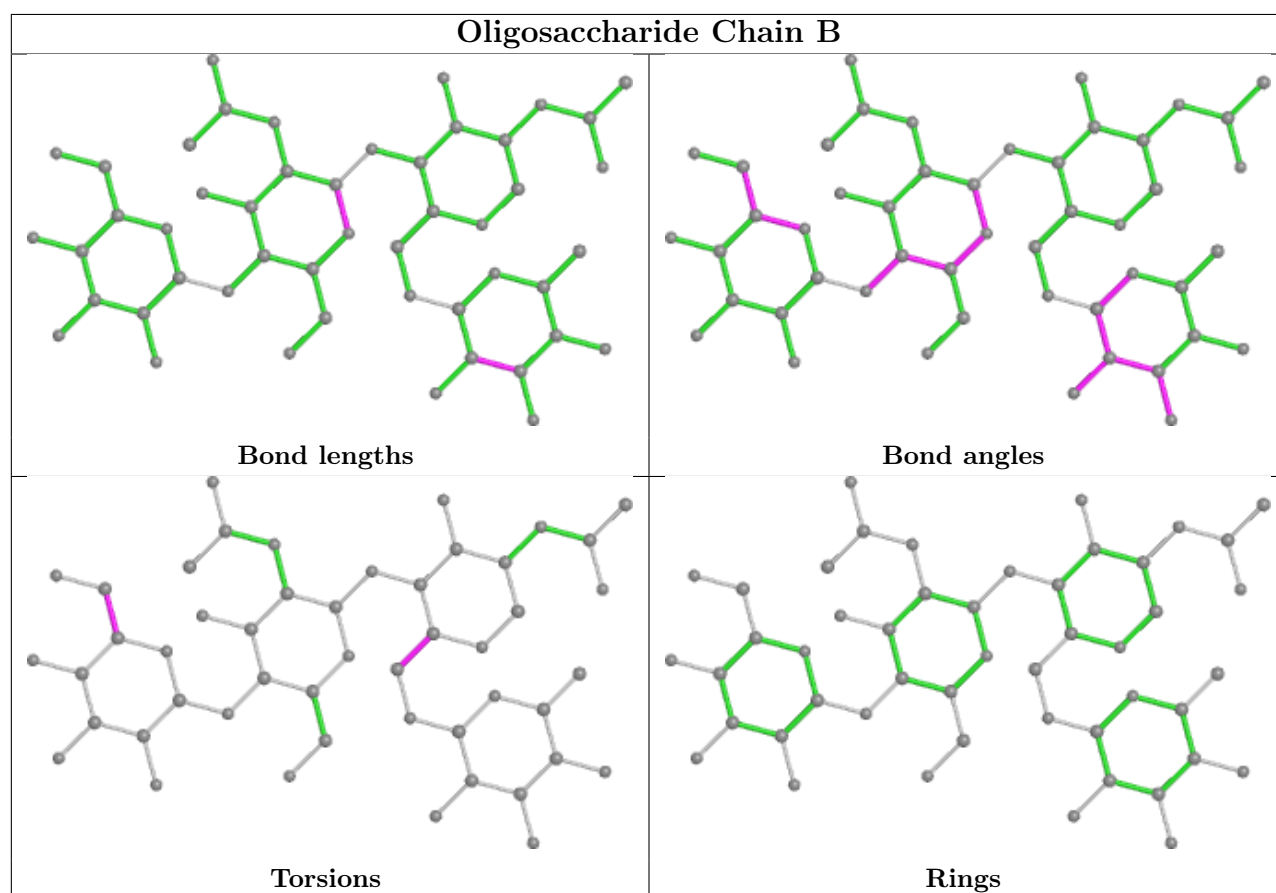 Oligosaccharide Chain B
Bond lengths
Bond angles
Torsions
Rings